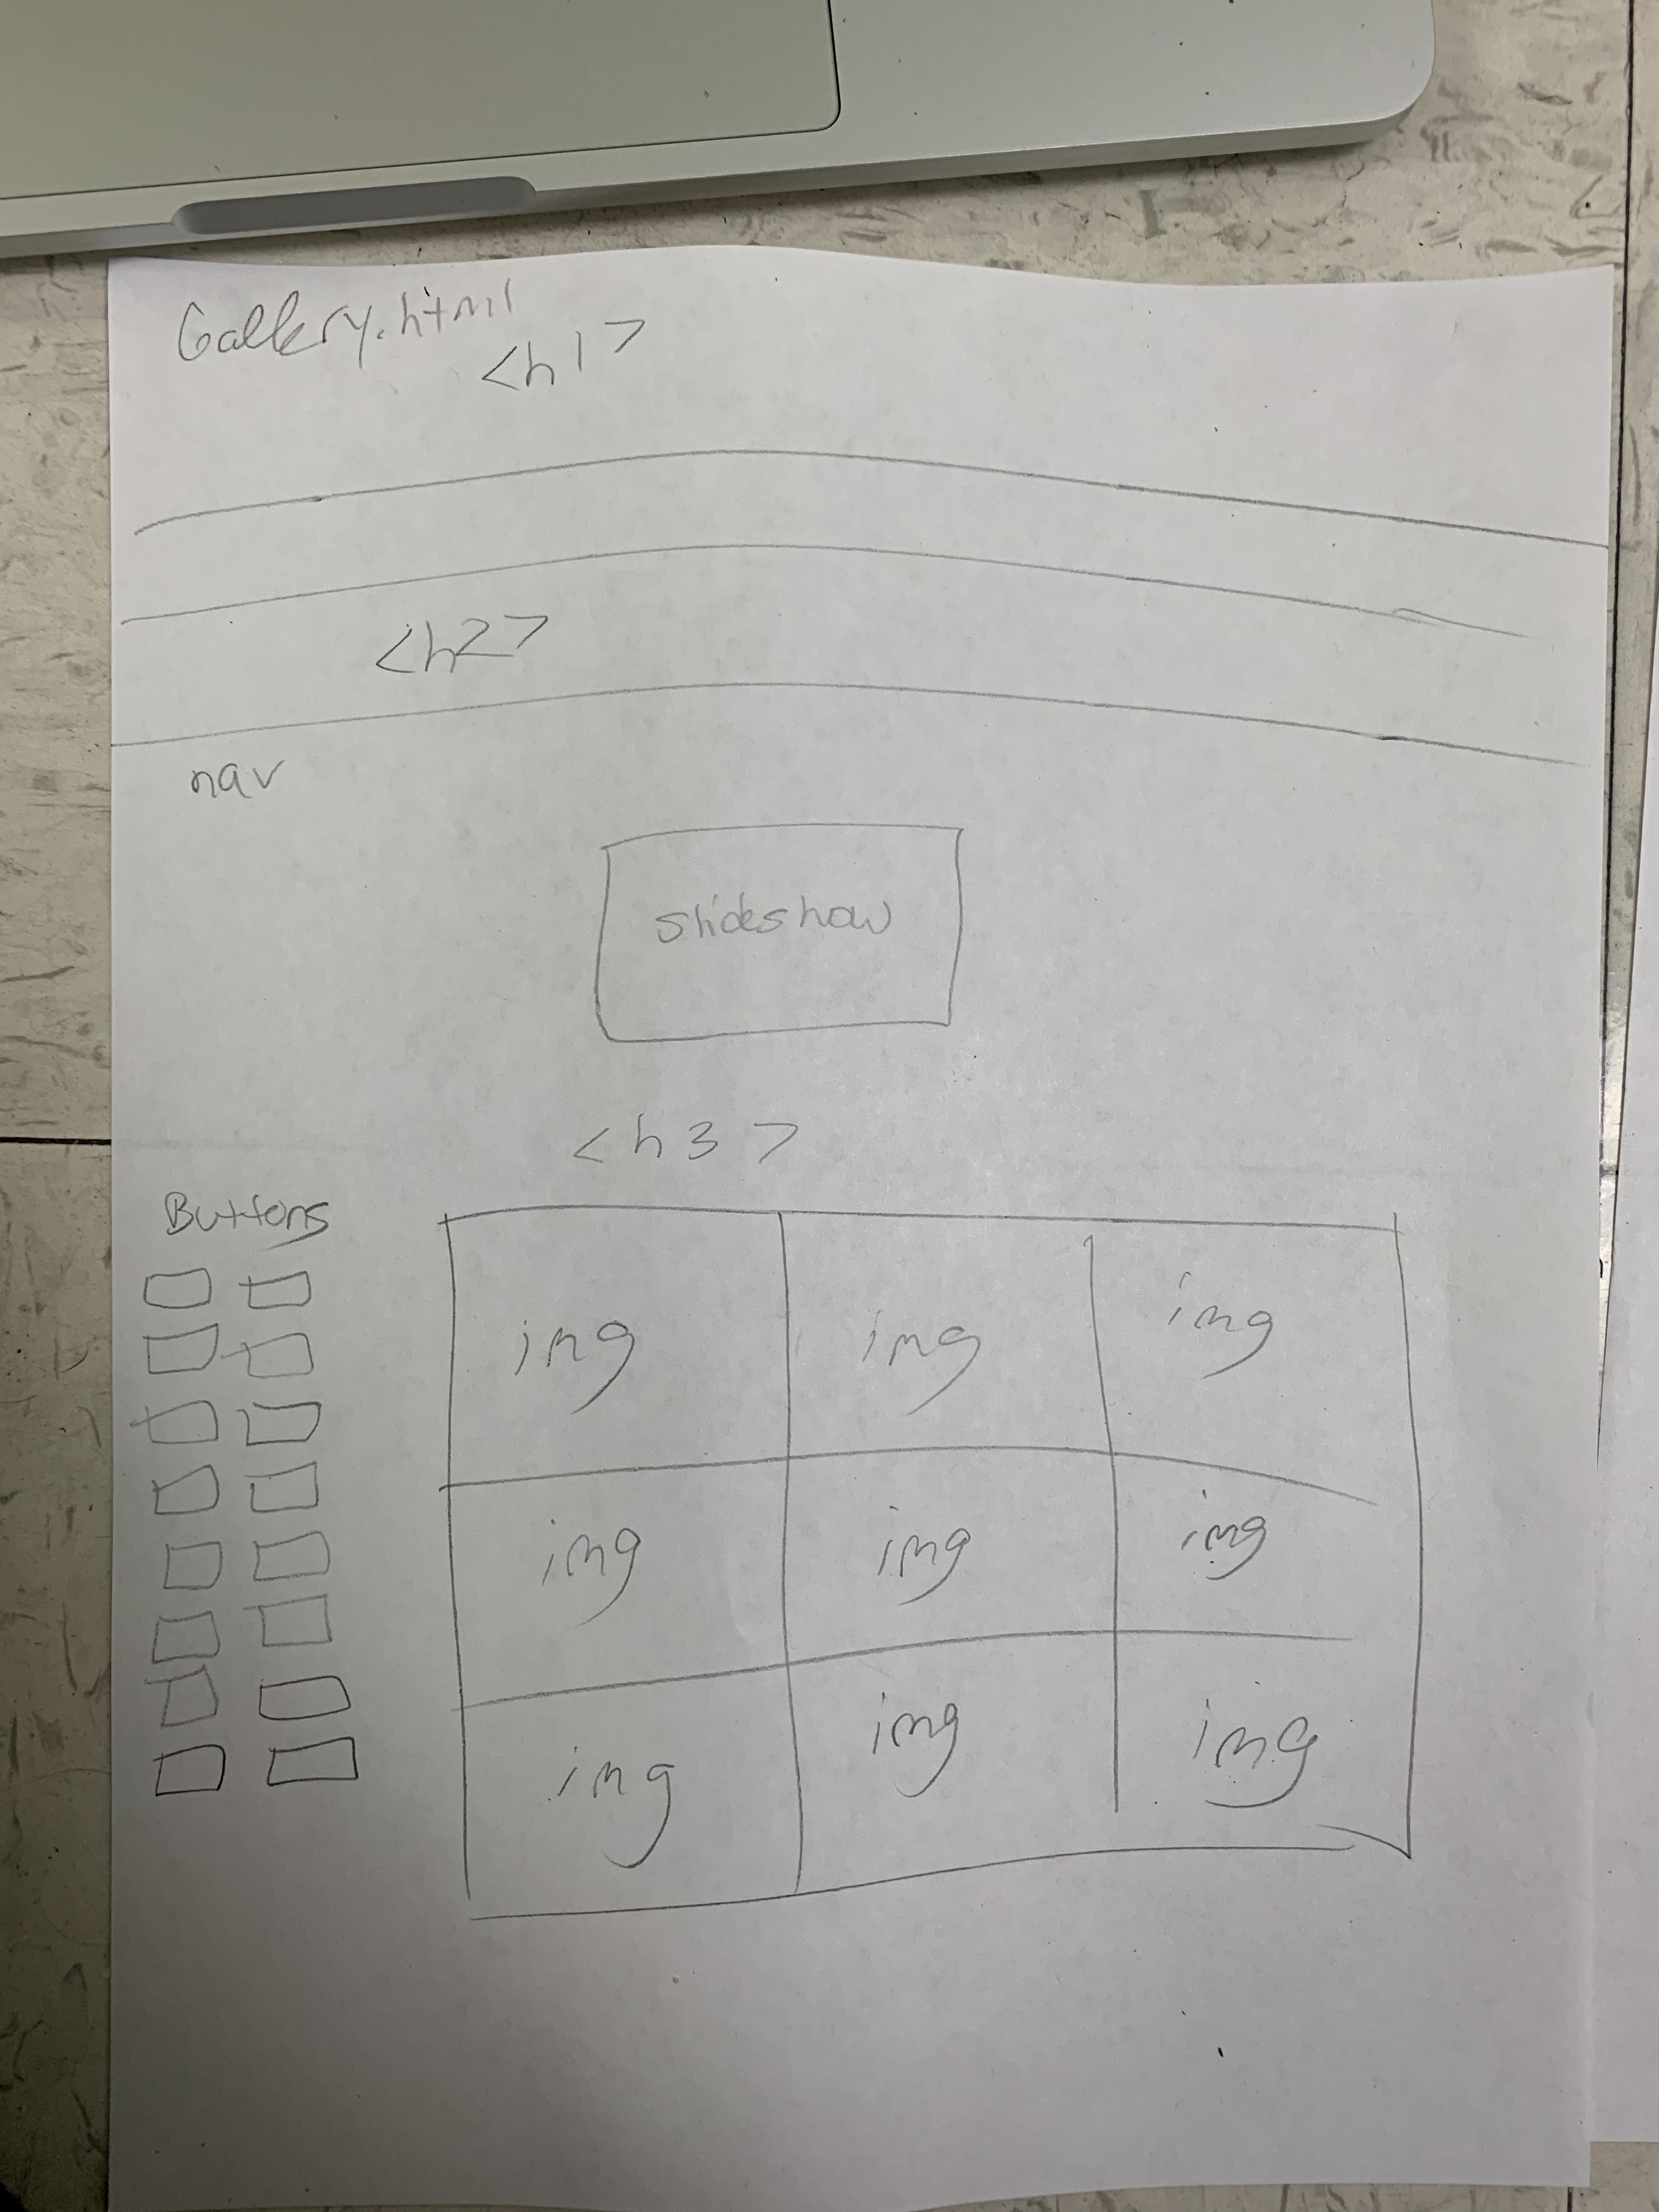 Gallery.html
<h1>
<h2>
nav
slideshow
<h3>
Buttons
img img img
img img img
img img img